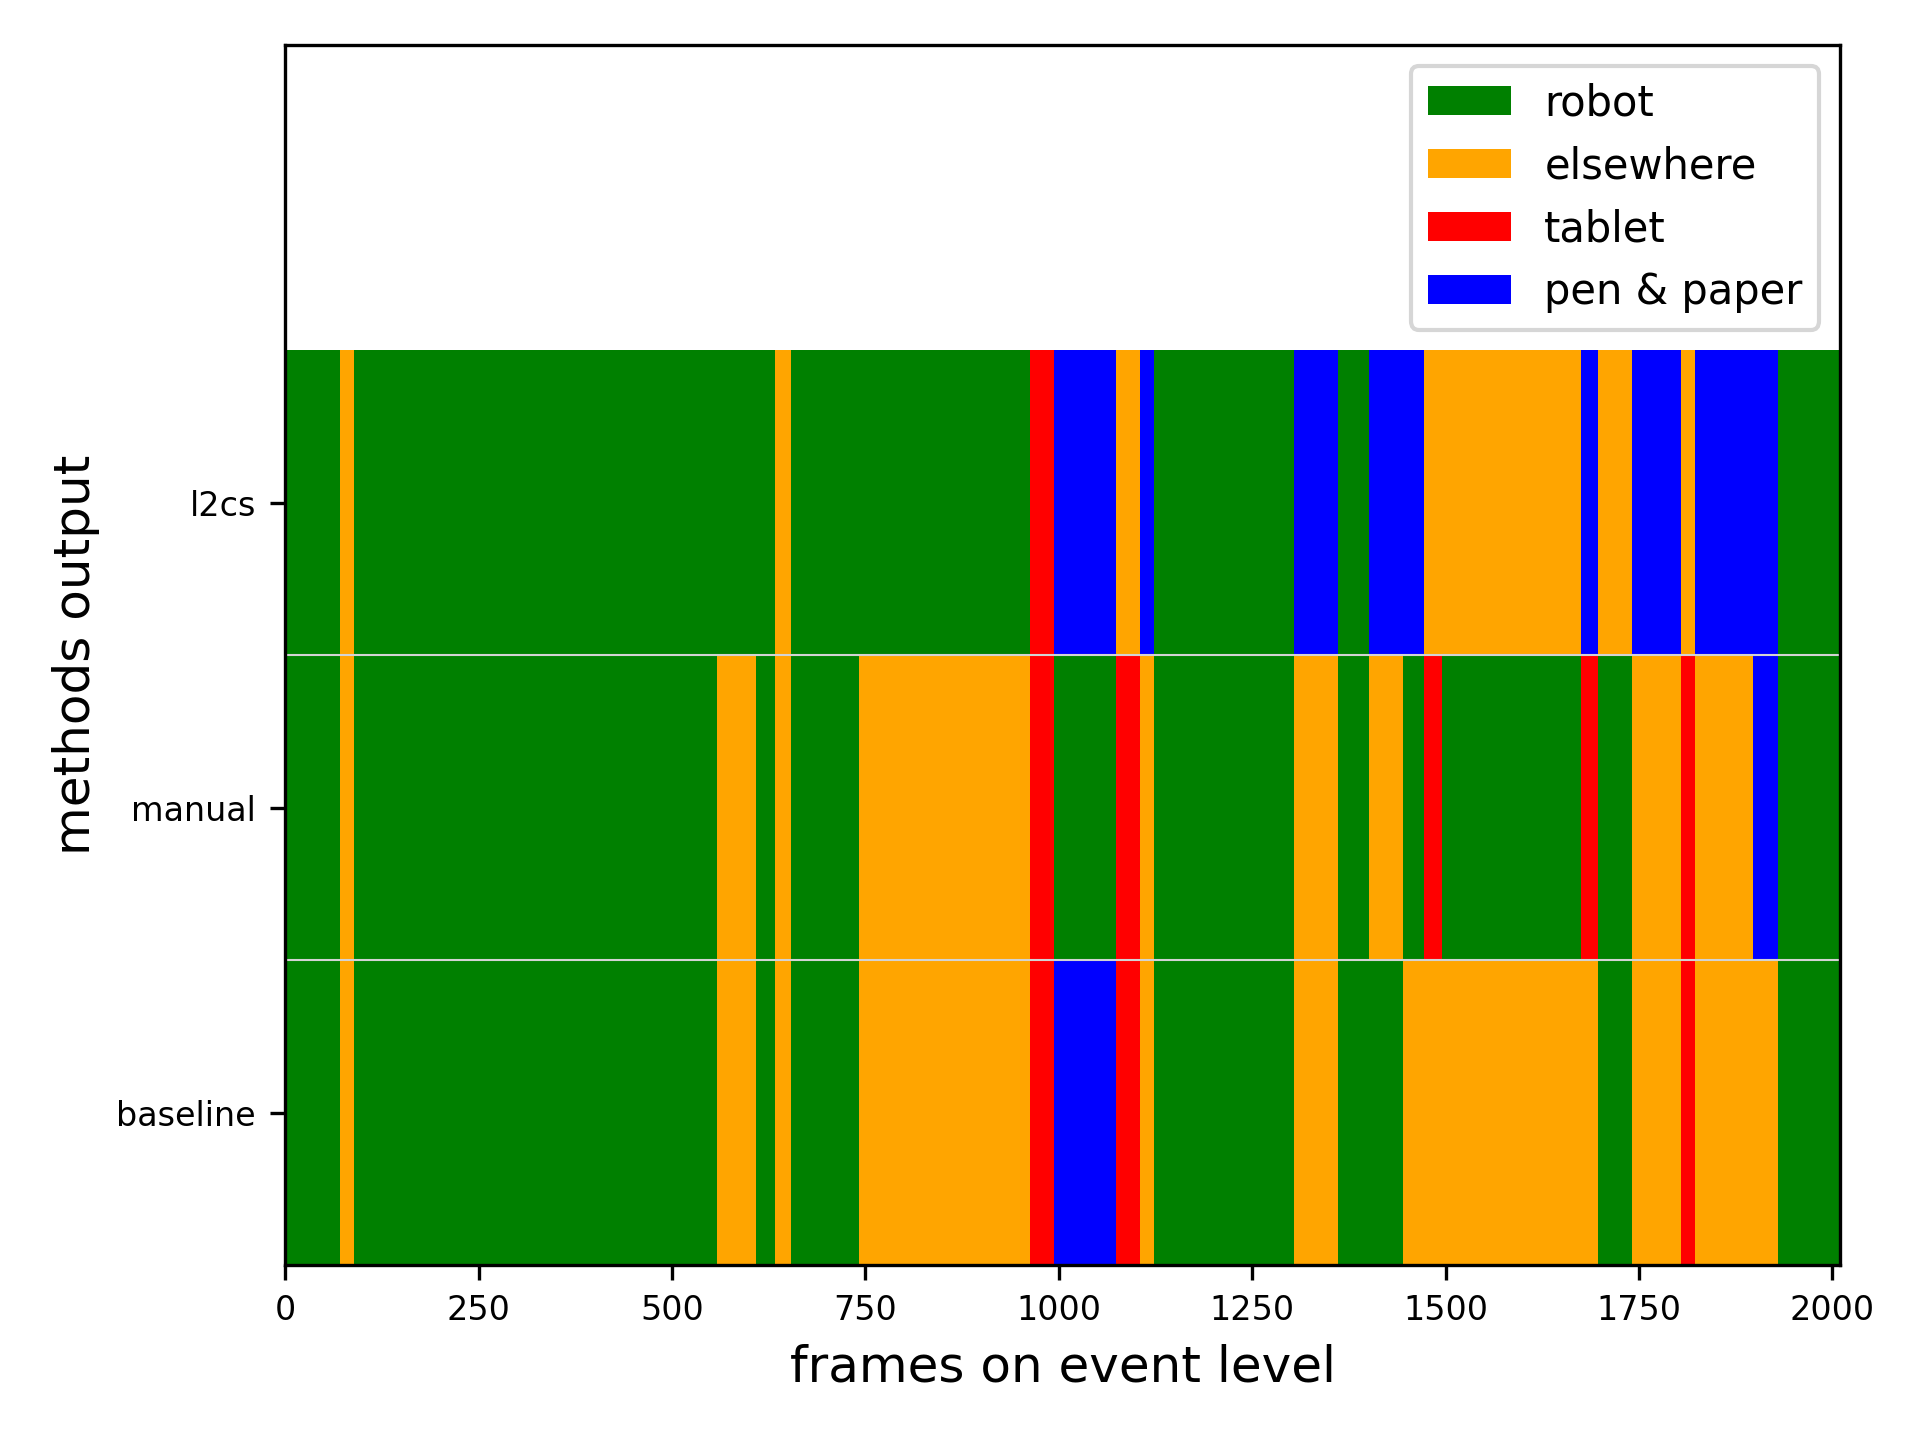 robot
elsewhere
tablet
pen & paper
methods output
l2cs
manual
baseline
0 250 500 750 1000 1250 1500 1750 2000
frames on event level